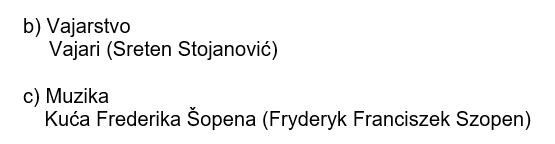 b) Vajarstvo
Vajari (Sreten Stojanović)
c) Muzika
Kuća Frederika Šopena (Fryderyk Franciszek Szopen)